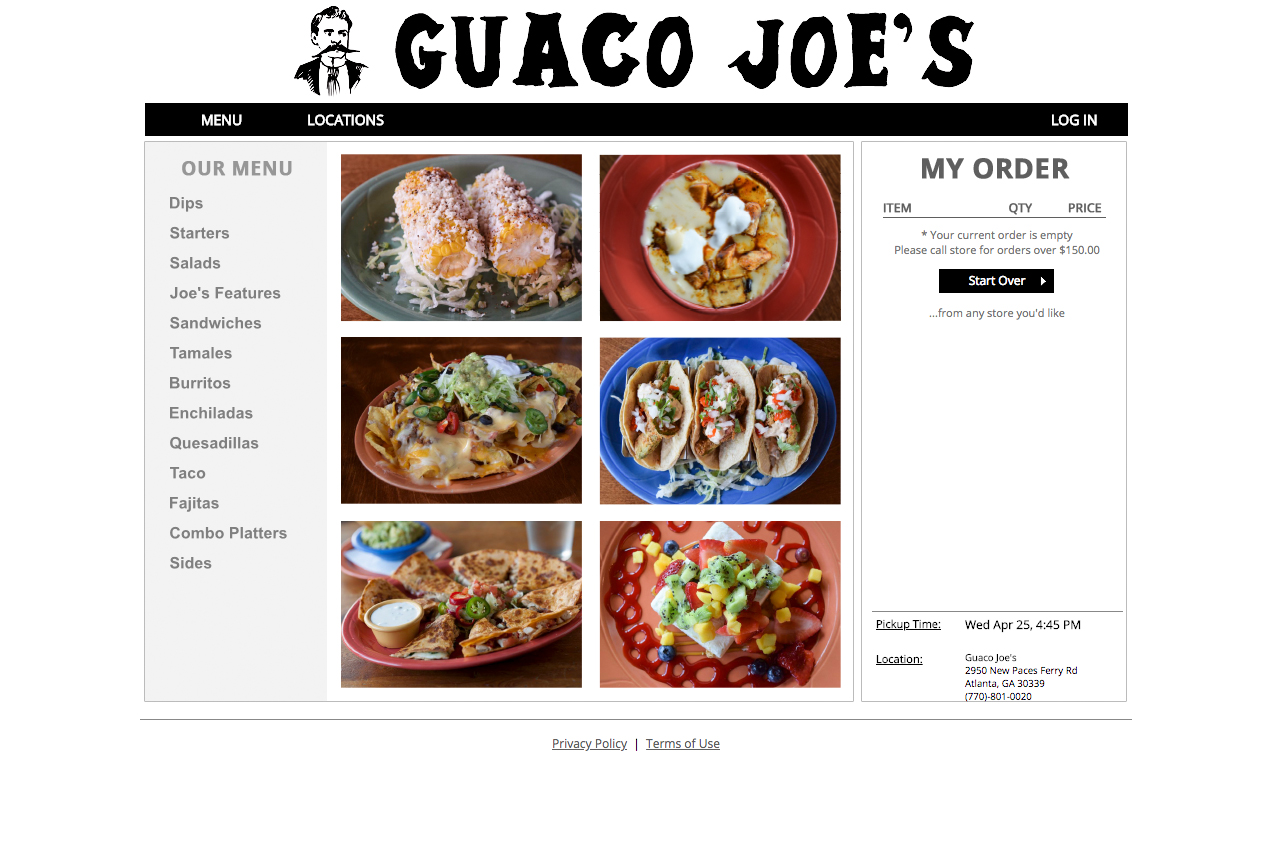 GUACO JOE'S
MENU LOCATIONS LOG IN
OUR MENU
Dips
Starters
Salads
Joe's Features
Sandwiches
Tamales
Burritos
Enchiladas
Quesadillas
Taco
Fajitas
Combo Platters
Sides
MY ORDER
ITEM QTY PRICE
* Your current order is empty
Please call store for orders over $150.00
Start Over
...from any store you'd like
Pickup Time: Wed Apr 25, 4:45 PM
Location: Guaco Joe's
2950 New Paces Ferry Rd
Atlanta, GA 30339
(770)-801-0020
Privacy Policy | Terms of Use